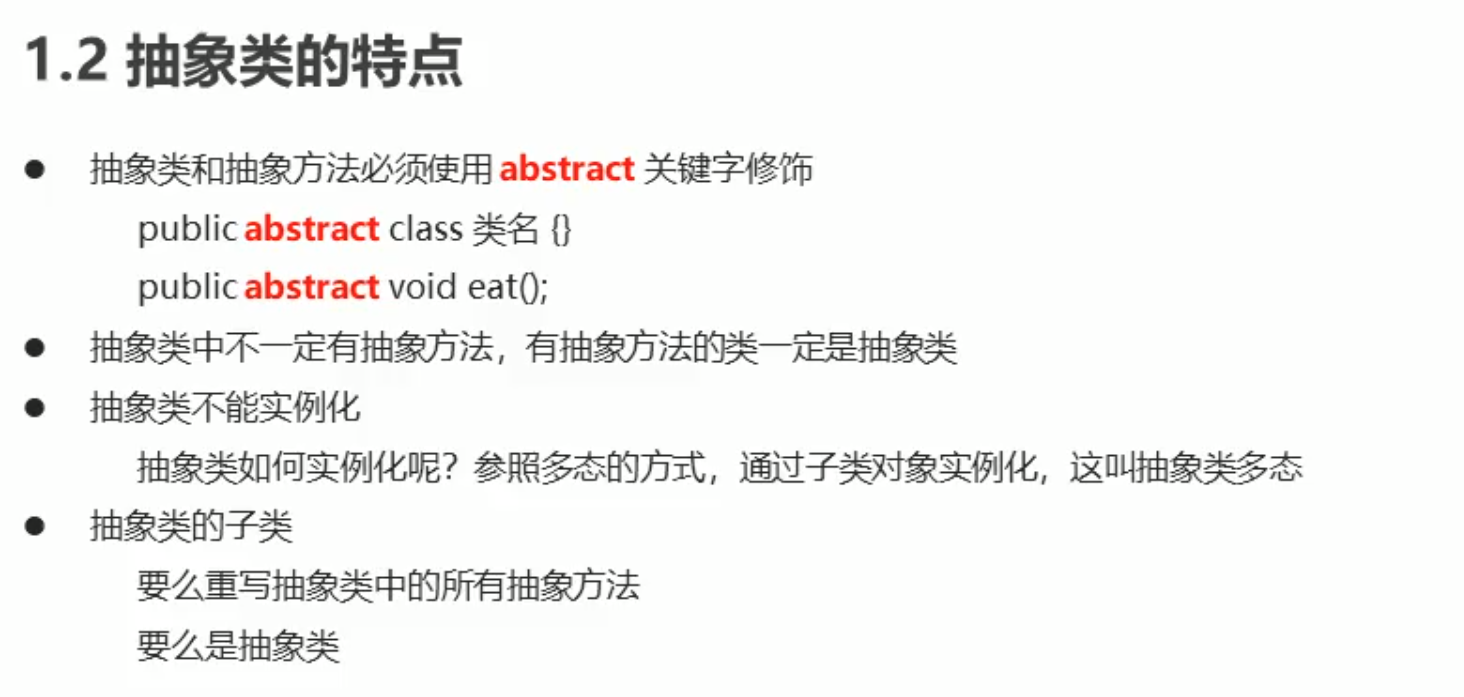 1.2 抽象类的特点
● 抽象类和抽象方法必须使用 abstract 关键字修饰
public abstract class 类名 {}
public abstract void eat();
● 抽象类中不一定有抽象方法，有抽象方法的类一定是抽象类
● 抽象类不能实例化
抽象类如何实例化呢？参照多态的方式，通过子类对象实例化，这叫抽象类多态
● 抽象类的子类
要么重写抽象类中的所有抽象方法
要么是抽象类